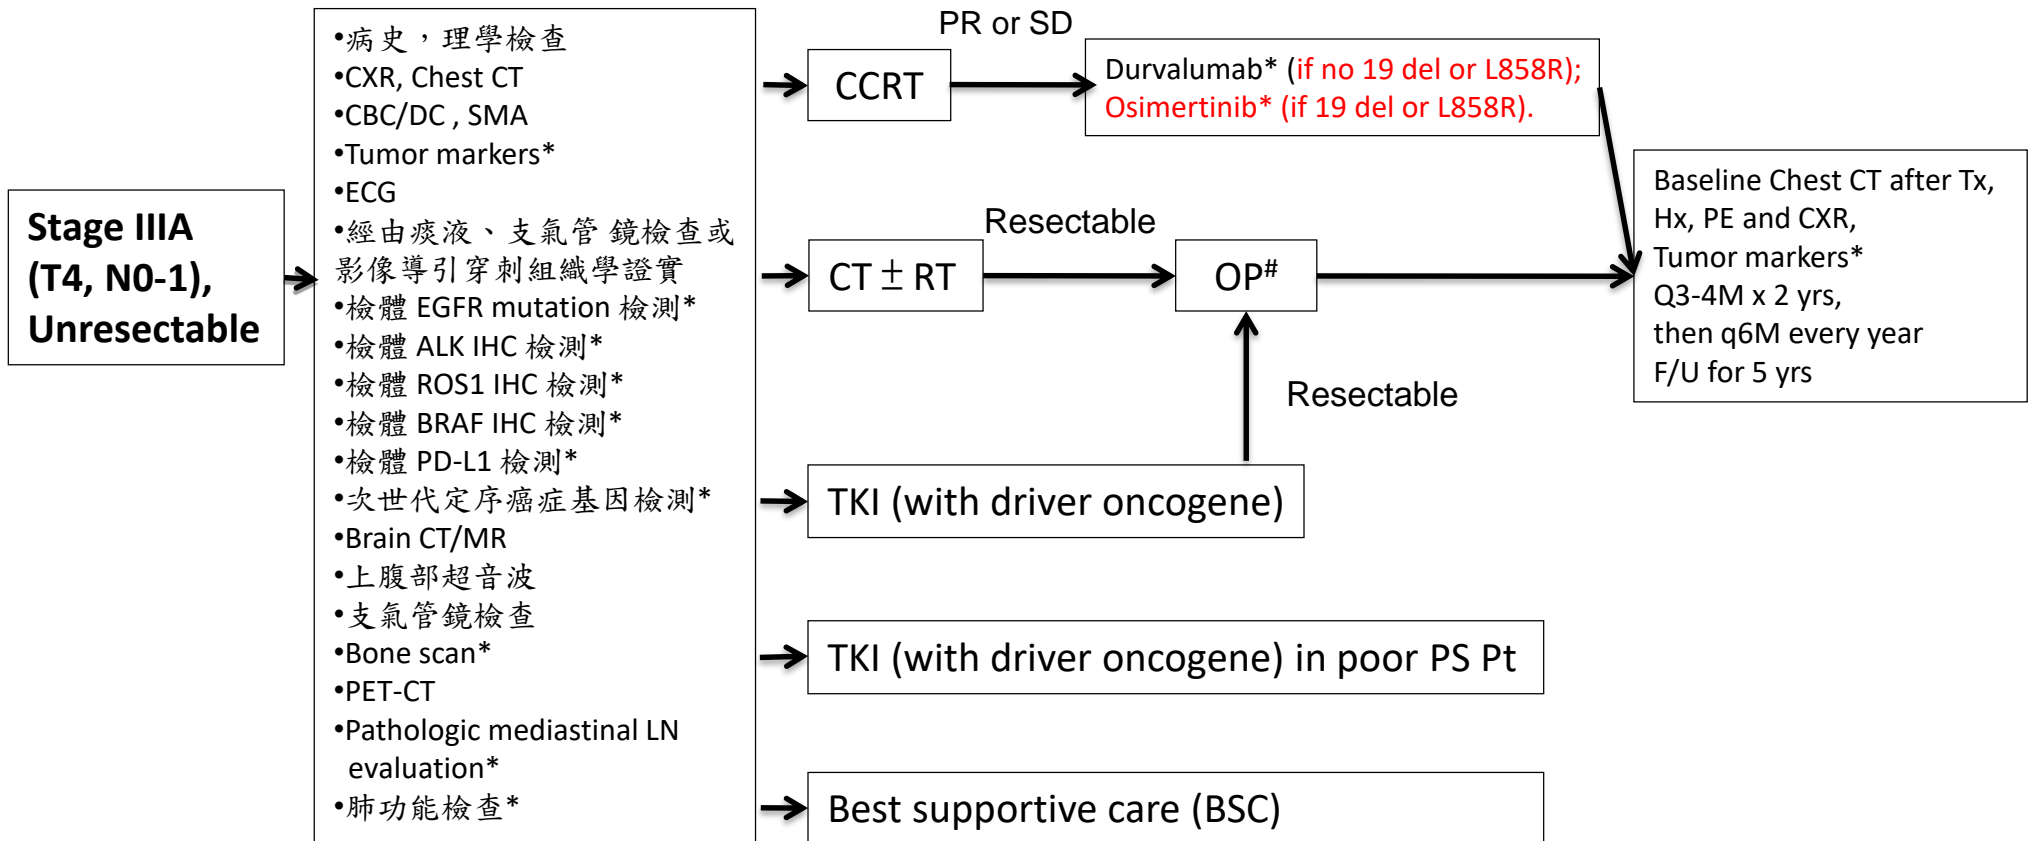 Stage IIIA
(T4, N0-1),
Unresectable
•病史，理學檢查
•CXR, Chest CT
•CBC/DC , SMA
•Tumor markers*
•ECG
•經由痰液、支氣管 鏡檢查或
影像導引穿刺組織學證實
•檢體 EGFR mutation 檢測*
•檢體 ALK IHC 檢測*
•檢體 ROS1 IHC 檢測*
•檢體 BRAF IHC 檢測*
•檢體 PD-L1 檢測*
•次世代定序癌症基因檢測*
•Brain CT/MR
•上腹部超音波
•支氣管鏡檢查
•Bone scan*
•PET-CT
•Pathologic mediastinal LN
evaluation*
•肺功能檢查*
CCRT
PR or SD
Durvalumab* (if no 19 del or L858R);
Osimertinib* (if 19 del or L858R).
CT ± RT
Resectable
OP#
Resectable
TKI (with driver oncogene)
TKI (with driver oncogene) in poor PS Pt
Best supportive care (BSC)
Baseline Chest CT after Tx,
Hx, PE and CXR,
Tumor markers*
Q3-4M x 2 yrs,
then q6M every year
F/U for 5 yrs